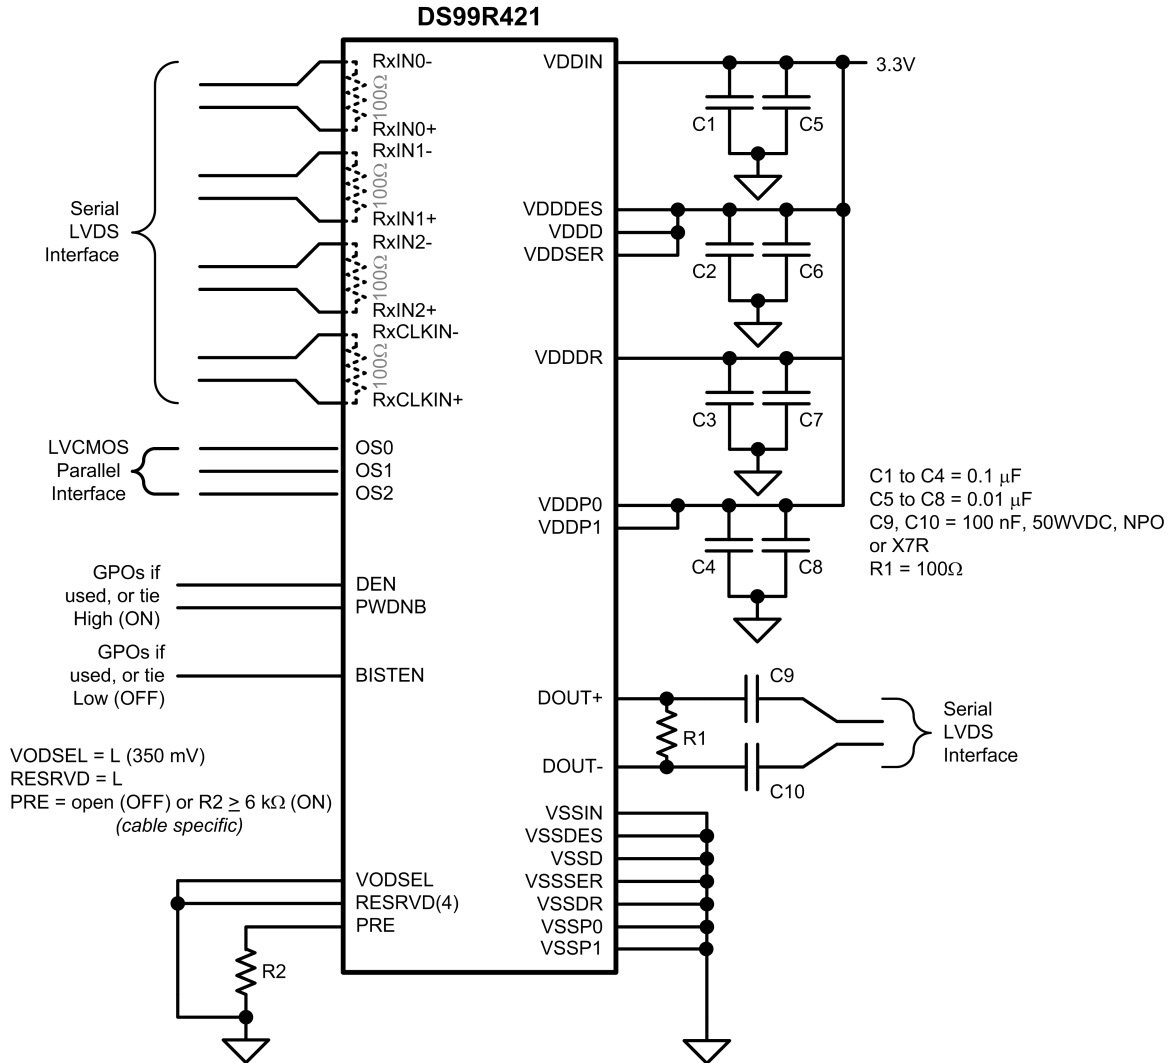 DS99R421
RxIN0-
100Ω
RxIN0+
RxIN1-
100Ω
RxIN1+
RxIN2-
100Ω
RxIN2+
RxCLKIN-
100Ω
RxCLKIN+
Serial
LVDS
Interface
LVCMOS
Parallel
Interface
OS0
OS1
OS2
GPOs if
used, or tie
High (ON)
DEN
PWDNB
GPOs if
used, or tie
Low (OFF)
BISTEN
VODSEL = L (350 mV)
RESRVD = L
PRE = open (OFF) or R2 ≥ 6 kΩ (ON)
(cable specific)
VODSEL
RESRVD(4)
PRE
R2
VDDIN
3.3V
C1
C5
VDDDES
VDDD
VDDSER
C2
C6
VDDDR
C3
C7
VDDP0
VDDP1
C4
C8
C1 to C4 = 0.1 µF
C5 to C8 = 0.01 µF
C9, C10 = 100 nF, 50WVDC, NPO
or X7R
R1 = 100Ω
DOUT+
C9
R1
DOUT-
C10
Serial
LVDS
Interface
VSSIN
VSSDES
VSSD
VSSSER
VSSDR
VSSP0
VSSP1